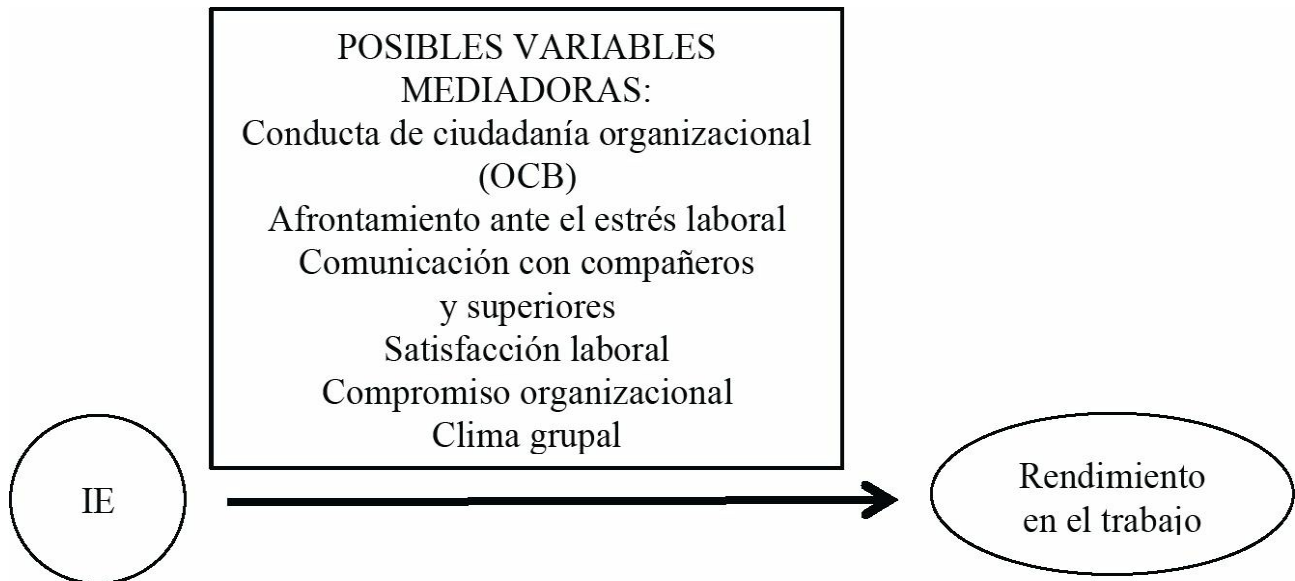 POSIBLES VARIABLES
MEDIADORAS:
Conducta de ciudadanía organizacional
(OCB)
Afrontamiento ante el estrés laboral
Comunicación con compañeros
y superiores
Satisfacción laboral
Compromiso organizacional
Clima grupal
IE
Rendimiento
en el trabajo